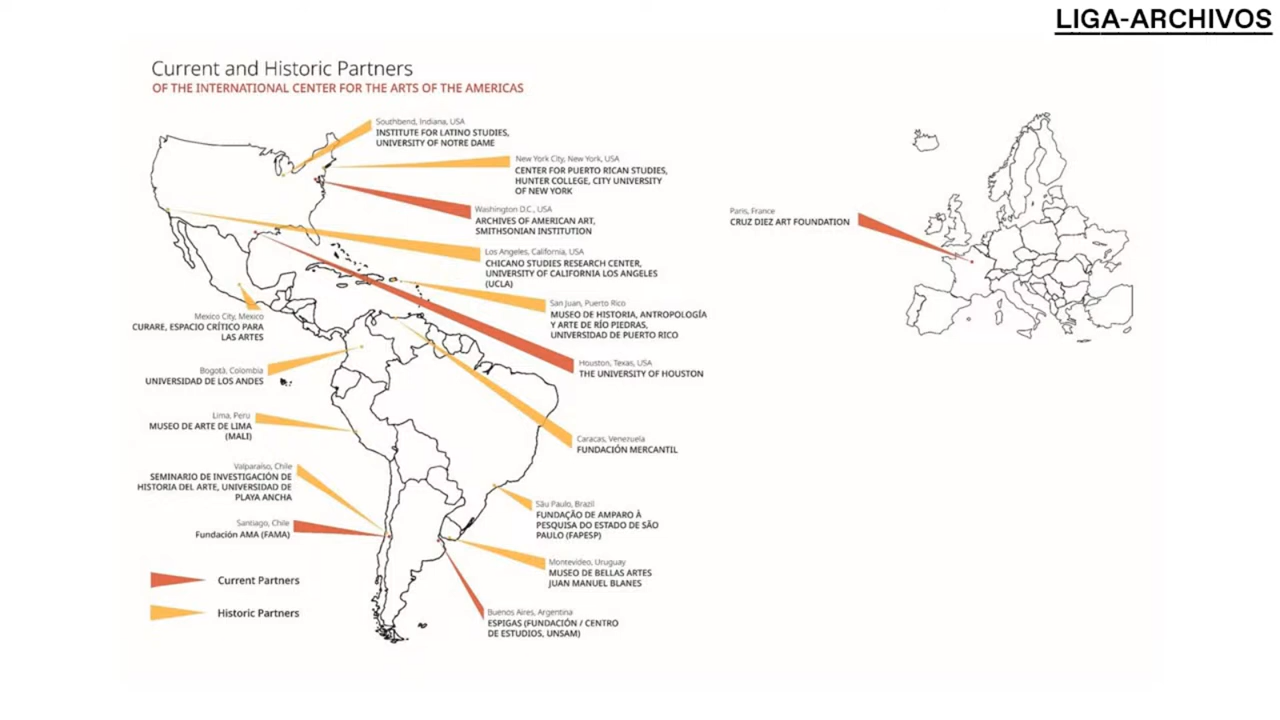 LIGA-ARCHIVOS
Current and Historic Partners
OF THE INTERNATIONAL CENTER FOR THE ARTS OF THE AMERICAS
Southbend, Indiana, USA
INSTITUTE FOR LATINO STUDIES,
UNIVERSITY OF NOTRE DAME
New York City, New York, USA
CENTER FOR PUERTO RICAN STUDIES,
HUNTER COLLEGE, CITY UNIVERSITY
OF NEW YORK
Washington D.C., USA
ARCHIVES OF AMERICAN ART,
SMITHSONIAN INSTITUTION
Los Angeles, California, USA
CHICANO STUDIES RESEARCH CENTER,
UNIVERSITY OF CALIFORNIA LOS ANGELES
(UCLA)
San Juan, Puerto Rico
MUSEO DE HISTORIA, ANTROPOLOGÍA
Y ARTE DE RÍO PIEDRAS,
UNIVERSIDAD DE PUERTO RICO
Houston, Texas, USA
THE UNIVERSITY OF HOUSTON
Caracas, Venezuela
FUNDACIÓN MERCANTIL
São Paulo, Brazil
FUNDAÇÃO DE AMPARO À
PESQUISA DO ESTADO DE SÃO
PAULO (FAPESP)
Montevideo, Uruguay
MUSEO DE BELLAS ARTES
JUAN MANUEL BLANES
Buenos Aires, Argentina
ESPIGAS (FUNDACIÓN / CENTRO
DE ESTUDIOS, UNSAM)
Mexico City, Mexico
CURARE, ESPACIO CRÍTICO PARA
LAS ARTES
Bogotà, Colombia
UNIVERSIDAD DE LOS ANDES
Lima, Peru
MUSEO DE ARTE DE LIMA
(MALI)
Valparaíso, Chile
SEMINARIO DE INVESTIGACIÓN DE
HISTORIA DEL ARTE, UNIVERSIDAD DE
PLAYA ANCHA
Santiago, Chile
Fundación AMA (FAMA)
Current Partners
Historic Partners
Paris, France
CRUZ DIEZ ART FOUNDATION